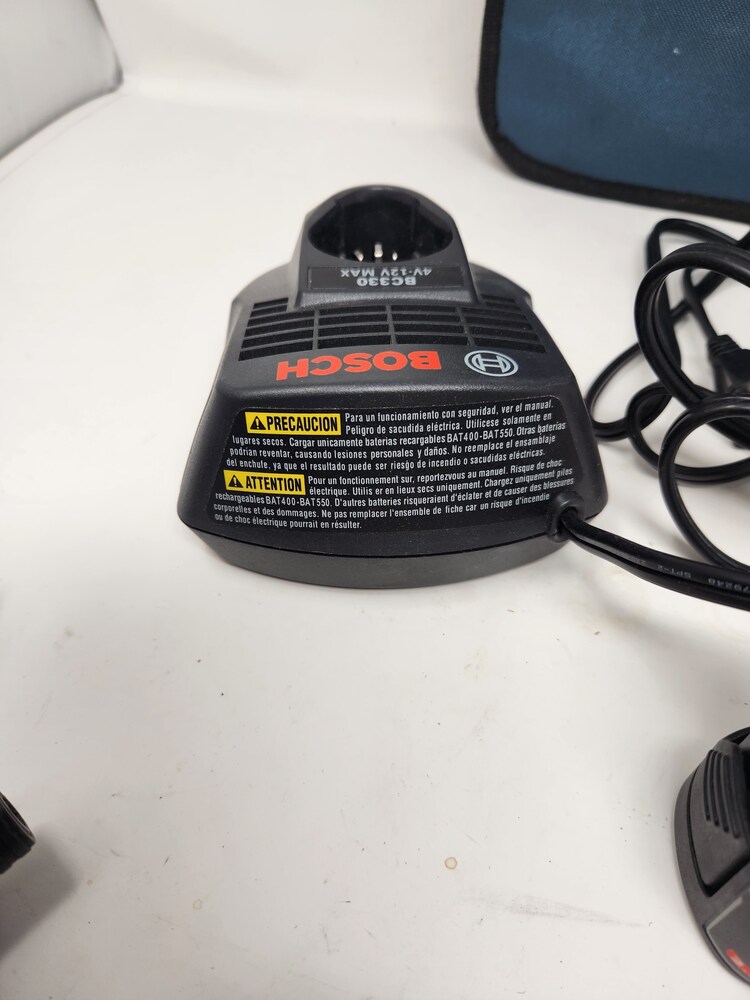 BC330
4V-12V MAX
BOSCH
PRECAUCION Para un funcionamiento con seguridad, ver el manual.
Peligro de sacudida eléctrica. Utilícese solamente en
lugares secos. Cargar unicamente baterias recargables BAT400-BAT550. Otras baterias
podrian reventar, causando lesiones personales y daños. No reemplace el ensamblaje
del enchule, ya que el resultado puede ser riesgo de incendio o sacudidas eléctricas.
ATTENTION Pour un fonctionnement sur, reportezvous au manuel. Risque de choc
électrique. Utilis er en lieux secs uniquement. Chargez uniquement piles
rechargeables BAT400-BAT550. D'autres batteries risqueraient d'éclater et de causer des blessures
corporelles et des dommages. Ne pas remplacer l'ensemble de fiche car un risque d'incendie
ou de choc électrique pourrait en résulter.
SPT-2